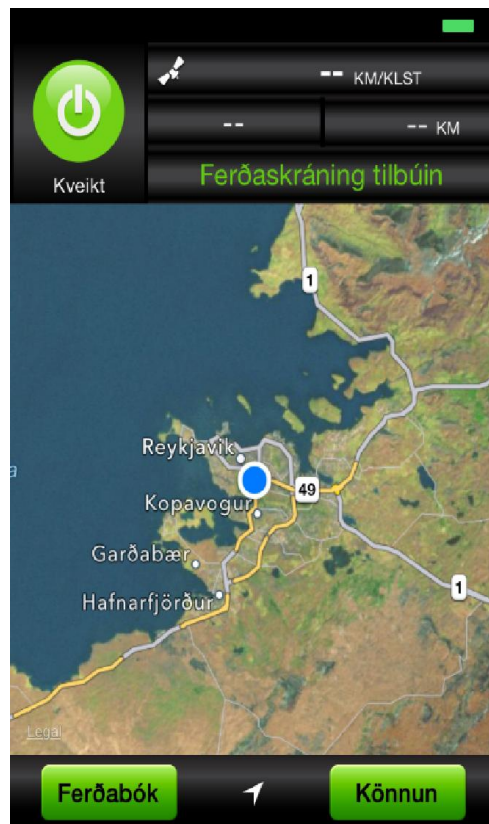 -- KM/KLST
-- -- KM
Kveikt
Ferðaskráning tilbúin
1
Reykjavik
49
Kopavogur
Garðabær
1
Hafnarfjörður
a
Legal
Ferðabók Könnun